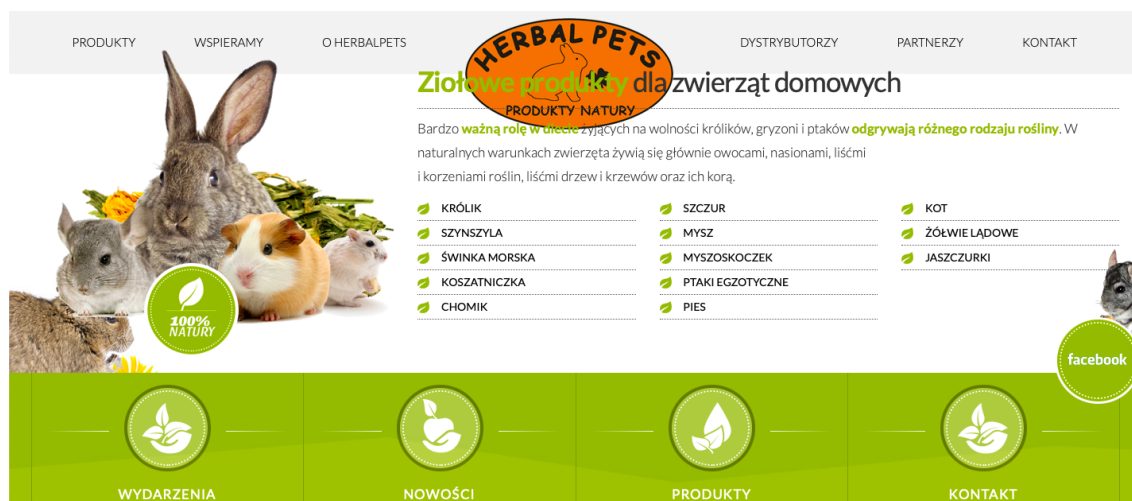 PRODUKTY WSPIERAMY O HERBALPETS DYSTRYBUTORZY PARTNERZY KONTAKT
HERBAL PETS
PRODUKTY NATURY
Ziołowe produkty dla zwierząt domowych
Bardzo ważną rolę w diecie żyjących na wolności królików, gryzoni i ptaków odgrywają różnego rodzaju rośliny. W
naturalnych warunkach zwierzęta żywią się głównie owocami, nasionami, liśćmi
i korzeniami roślin, liśćmi drzew i krzewów oraz ich korą.
KRÓLIK
SZYNSZYLA
ŚWINKA MORSKA
KOSZATNICZKA
CHOMIK
SZCZUR
MYSZ
MYSZOSKOCZEK
PTAKI EGZOTYCZNE
PIES
KOT
ŻÓŁWIE LĄDOWE
JASZCZURKI
100%
NATURY
facebook
WYDARZENIA NOWOŚCI PRODUKTY KONTAKT